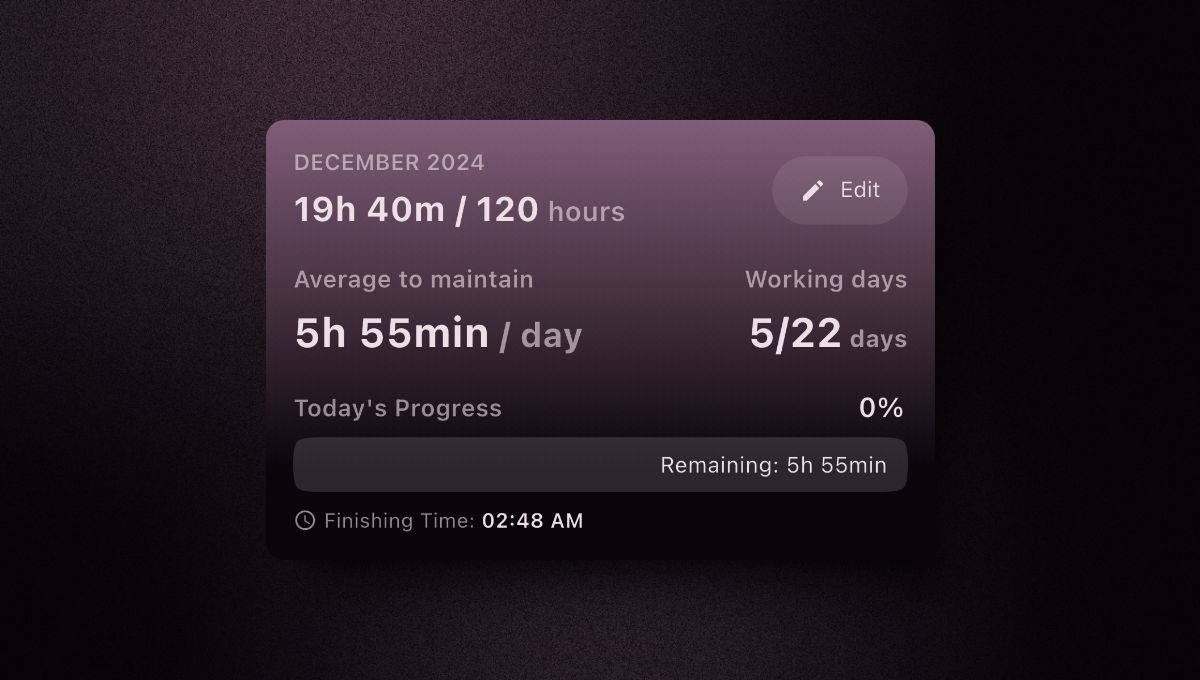 DECEMBER 2024
19h 40m / 120 hours
Edit
Average to maintain
Working days
5h 55min / day
5/22 days
Today's Progress
0%
Remaining: 5h 55min
Finishing Time: 02:48 AM